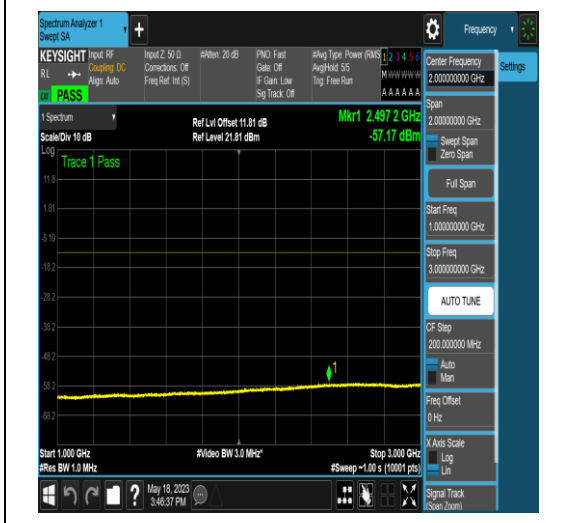 Spectrum Analyzer 1
Swept SA
+
Frequency
KEYSIGHT
RL
PASS
Input: RF
Coupling: DC
Align: Auto
Input Z: 50 Ω
Corrections: Off
Freq Ref: Int (S)
#Atten: 20 dB
PNO: Fast
Gate: Off
IF Gain: Low
Sig Track: Off
#Avg Type: Power (RMS
Avg|Hold: 5/5
Trig: Free Run
1 2 3 4 5 6
M W W W W W
A A A A A A
1 Spectrum
Scale/Div 10 dB
Log
Ref Lvl Offset 11.81 dB
Ref Level 21.81 dBm
Mkr1 2.497 2 GHz
-57.17 dBm
Trace 1 Pass
11.8
1.81
-8.19
-18.2
-28.2
-38.2
-48.2
-58.2
-68.2
1
Start 1.000 GHz
#Res BW 1.0 MHz
#Video BW 3.0 MHz*
Stop 3.000 GHz
#Sweep ~1.00 s (10001 pts)
?
May 18, 2023
3:46:37 PM
Center Frequency
2.000000000 GHz
Span
2.00000000 GHz
Swept Span
Zero Span
Full Span
Start Freq
1.000000000 GHz
Stop Freq
3.000000000 GHz
AUTO TUNE
CF Step
200.000000 MHz
Auto
Man
Freq Offset
0 Hz
X Axis Scale
Log
Lin
Signal Track
(Span Zoom)
Settings